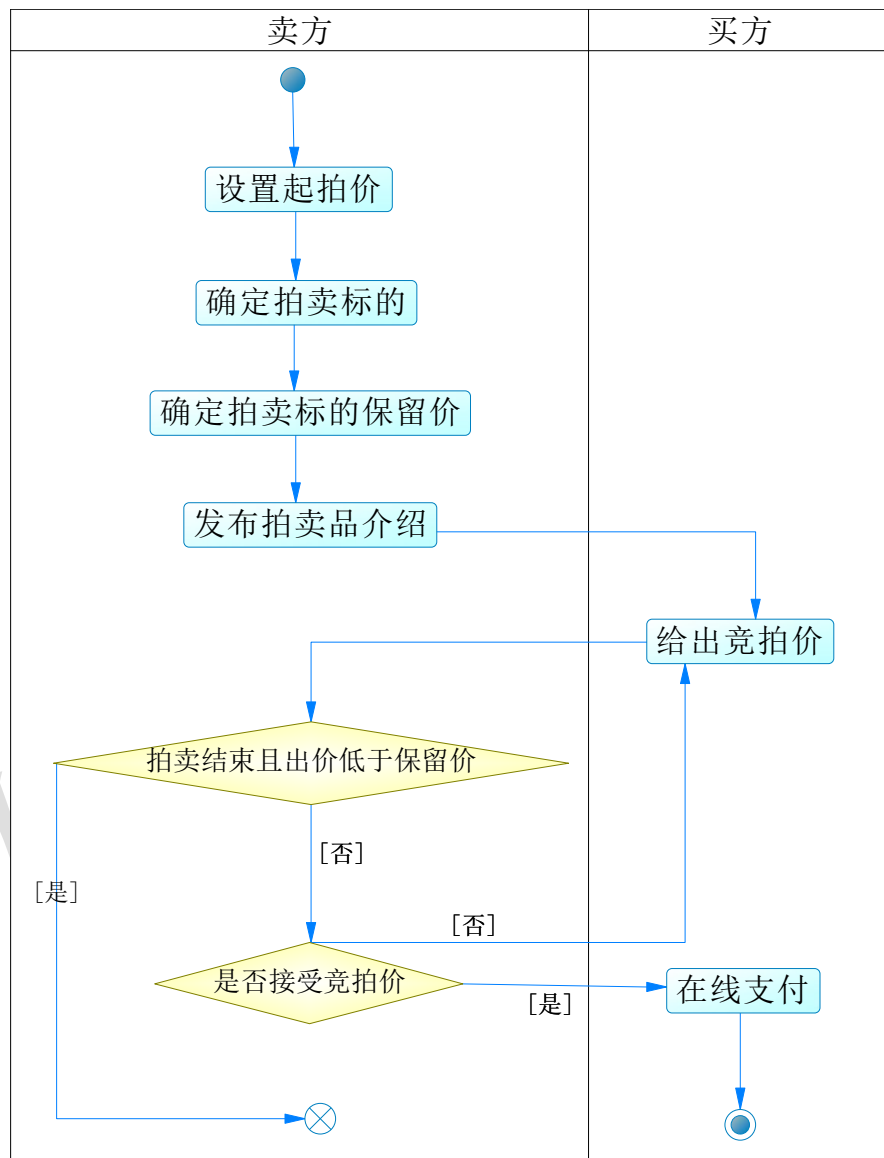 卖方
买方
设置起拍价
确定拍卖标的
确定拍卖标的保留价
发布拍卖品介绍
给出竞拍价
拍卖结束且出价低于保留价
[否]
[是]
[否]
是否接受竞拍价
[是]
在线支付